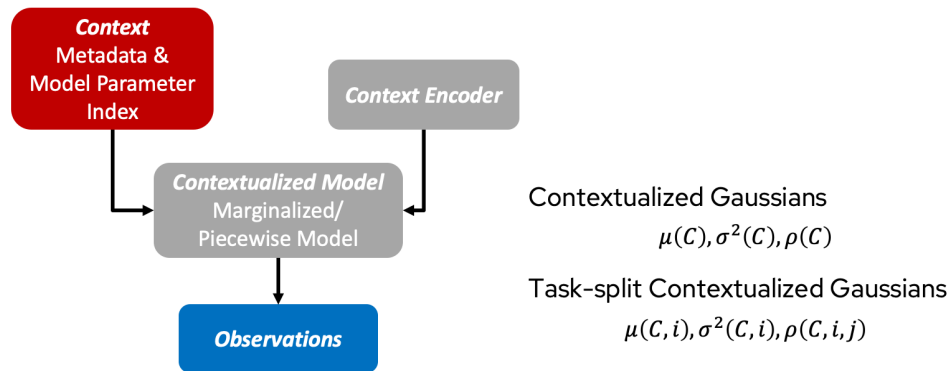 Context
Metadata &
Model Parameter
Index
Context Encoder
Contextualized Model
Marginalized/
Piecewise Model
Observations
Contextualized Gaussians
μ(C), σ²(C), ρ(C)
Task-split Contextualized Gaussians
μ(C, i), σ²(C, i), ρ(C, i, j)